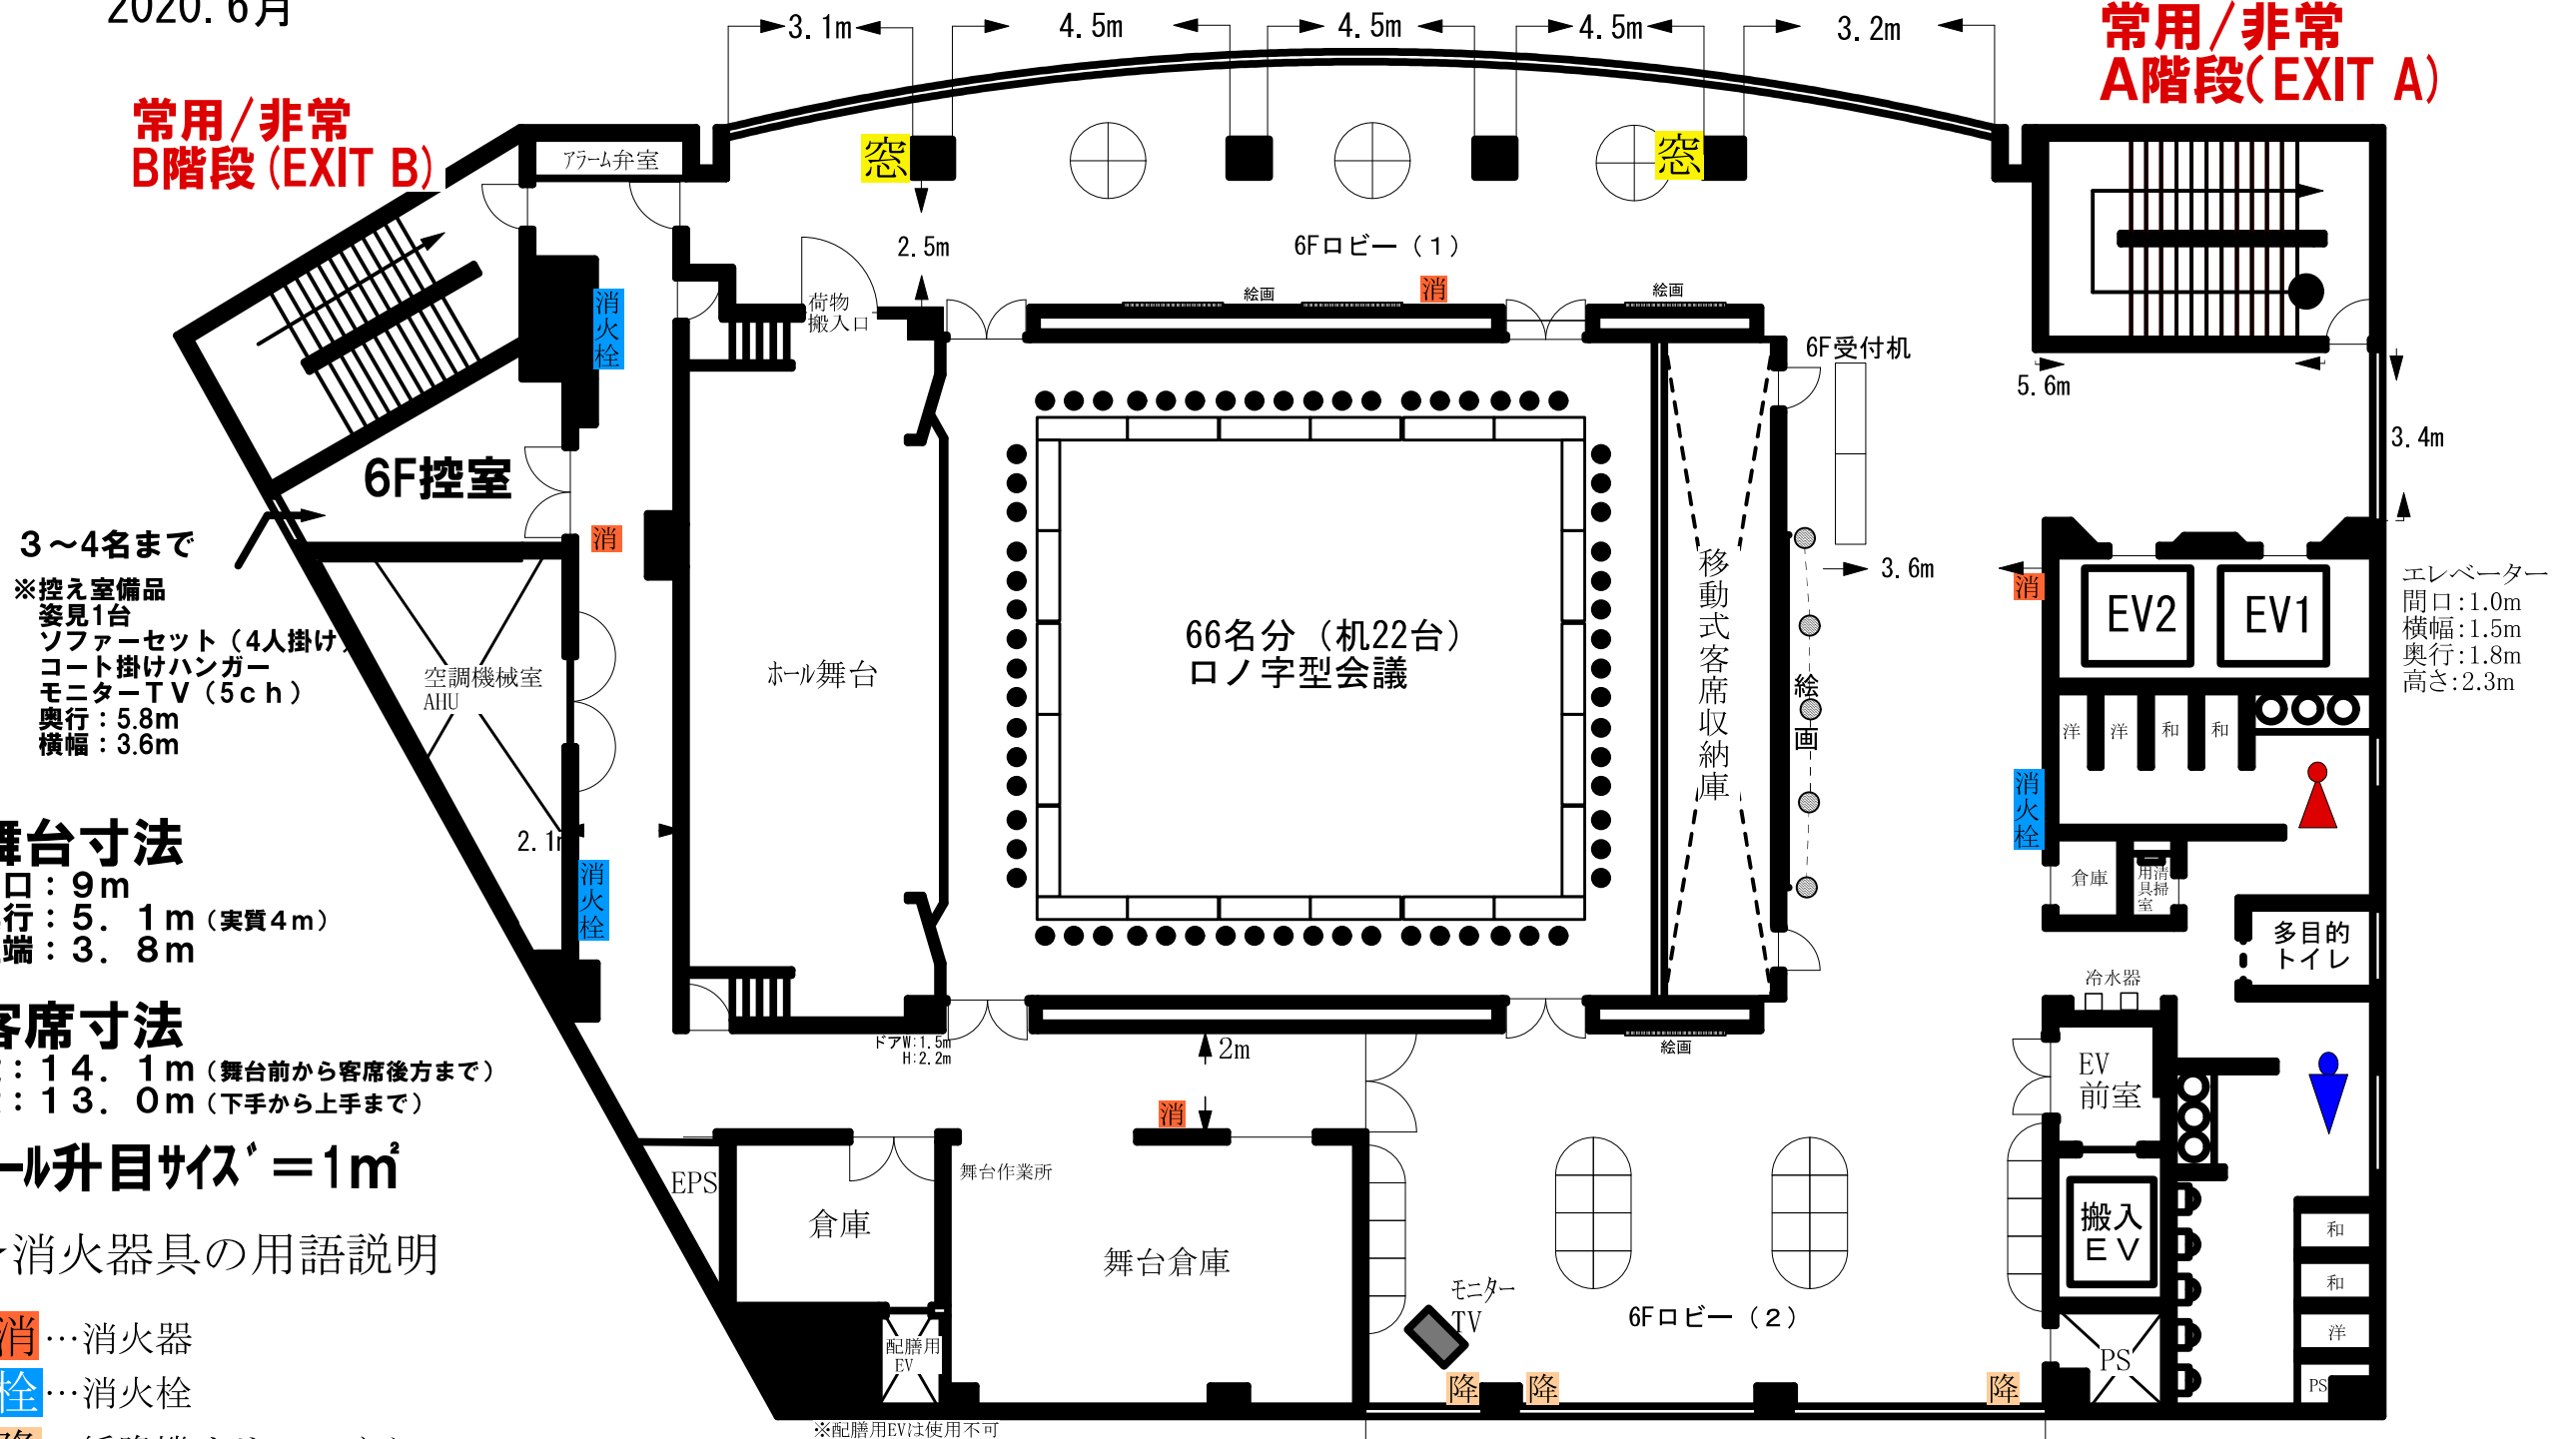 2020.6月
3.1m
4.5m
4.5m
4.5m
3.2m
常用/非常
A階段(EXIT A)
常用/非常
B階段(EXIT B)
アラーム弁室
窓
窓
2.5m
6Fロビー（１）
荷物
搬入口
絵画
消
絵画
消火栓
6F受付机
5.6m
3.4m
6F控室
3～4名まで
※控え室備品
姿見1台
ソファーセット（4人掛け
コート掛けハンガー
モニターＴＶ（5ｃｈ）
奥行：5.8m
横幅：3.6m
消
空調機械室
AHU
ホール舞台
66名分（机22台）
ロノ字型会議
移動式客席収納庫
絵画
3.6m
消
EV2
EV1
エレベーター
間口:1.0m
横幅:1.5m
奥行:1.8m
高さ:2.3m
洋
洋
和
和
消火栓
2.1m
消火栓
舞台寸法
口：９ｍ
行：５．１ｍ（実質４ｍ）
端：３．８ｍ
倉庫
清掃
用具室
多目的
トイレ
冷水器
客席寸法
：１４．１ｍ（舞台前から客席後方まで）
：１３．０ｍ（下手から上手まで）
ール升目サイズ＝1㎡
ドアW:1.5m
H:2.2m
2m
絵画
消
EV
前室
EPS
倉庫
舞台作業所
舞台倉庫
搬入
ＥＶ
消火器具の用語説明
モニター
TV
6Fロビー（２）
和
和
洋
PS
PS
消…消火器
栓…消火栓
配膳用
EV
降
降
降
※配膳用EVは使用不可